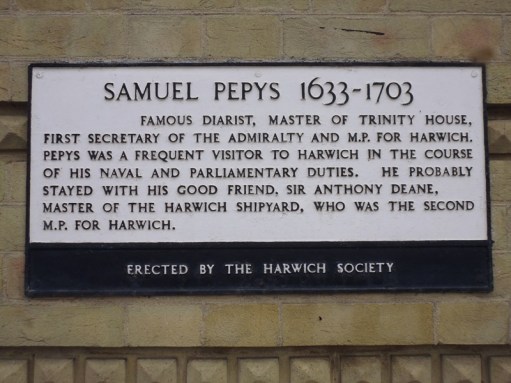 SAMUEL PEPYS 1633-1703
FAMOUS DIARIST, MASTER OF TRINITY HOUSE,
FIRST SECRETARY OF THE ADMIRALTY AND M.P. FOR HARWICH.
PEPYS WAS A FREQUENT VISITOR TO HARWICH IN THE COURSE
OF HIS NAVAL AND PARLIAMENTARY DUTIES. HE PROBABLY
STAYED WITH HIS GOOD FRIEND, SIR ANTHONY DEANE,
MASTER OF THE HARWICH SHIPYARD, WHO WAS THE SECOND
M.P. FOR HARWICH.
ERECTED BY THE HARWICH SOCIETY